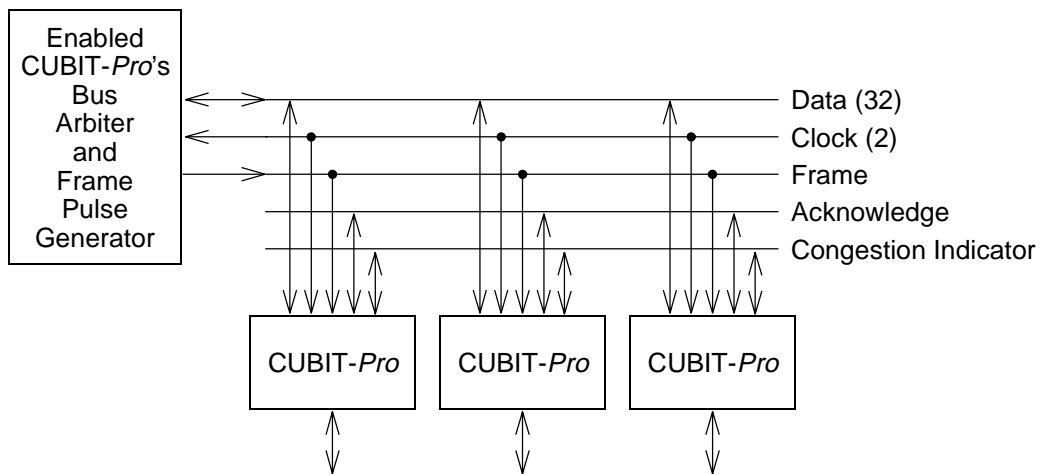 Enabled
CUBIT-Pro's
Bus
Arbiter
and
Frame
Pulse
Generator
Data (32)
Clock (2)
Frame
Acknowledge
Congestion Indicator
CUBIT-Pro
CUBIT-Pro
CUBIT-Pro